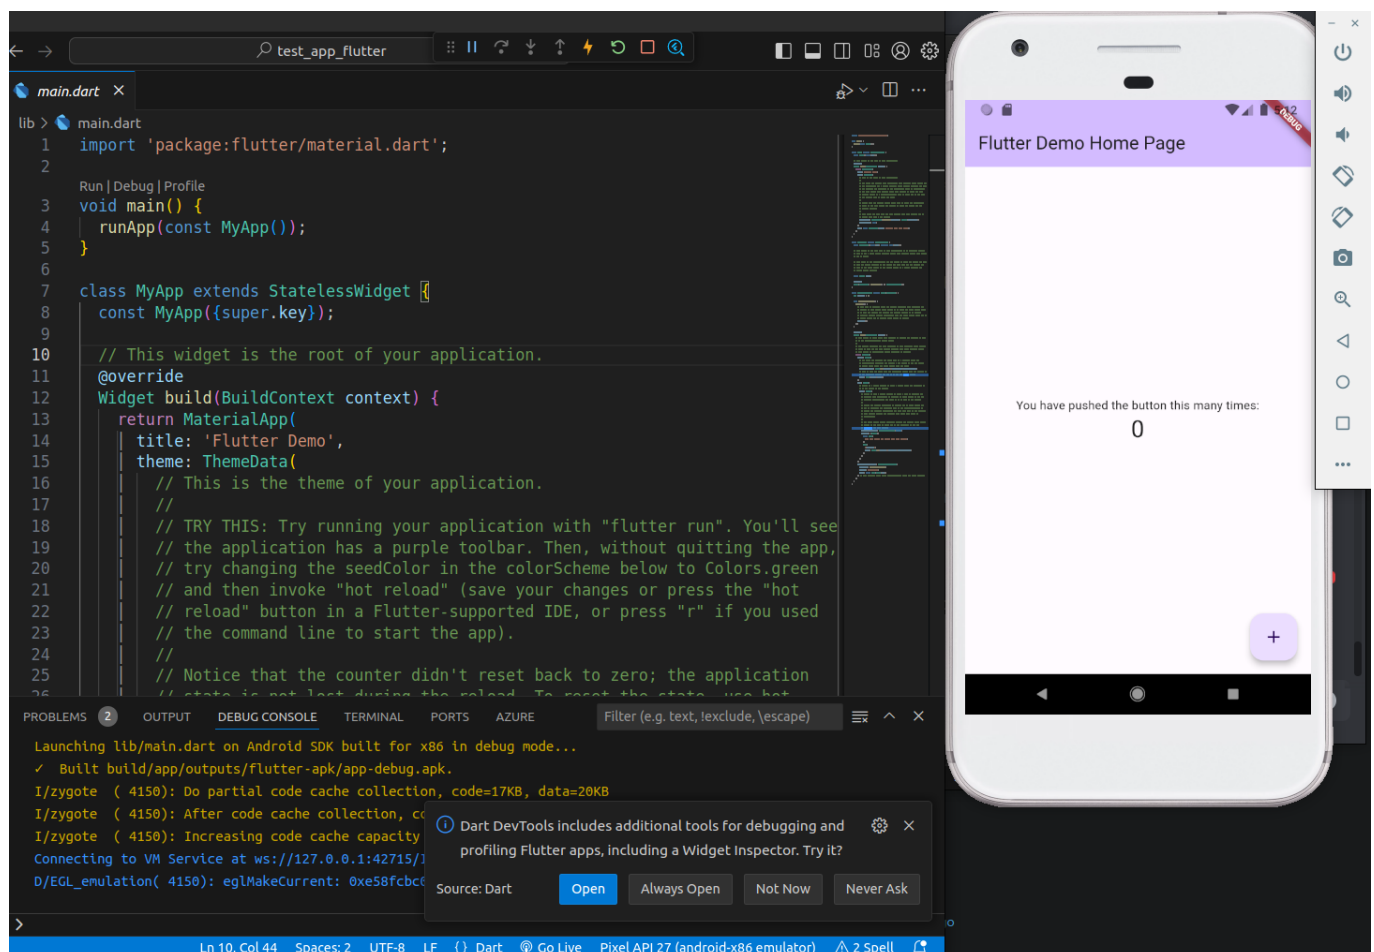 test_app_flutter
main.dart
lib > main.dart
1 import 'package:flutter/material.dart';
2
Run | Debug | Profile
3 void main() {
4 runApp(const MyApp());
5 }
6
7 class MyApp extends StatelessWidget {
8 const MyApp({super.key});
9
10 // This widget is the root of your application.
11 @override
12 Widget build(BuildContext context) {
13 return MaterialApp(
14 title: 'Flutter Demo',
15 theme: ThemeData(
16 // This is the theme of your application.
17 //
18 // TRY THIS: Try running your application with "flutter run". You'll see
19 // the application has a purple toolbar. Then, without quitting the app,
20 // try changing the seedColor in the colorScheme below to Colors.green
21 // and then invoke "hot reload" (save your changes or press the "hot
22 // reload" button in a Flutter-supported IDE, or press "r" if you used
23 // the command line to start the app).
24 //
25 // Notice that the counter didn't reset back to zero; the application
26 // state is not lost during the reload. To reset the state, use hot
PROBLEMS 2 OUTPUT DEBUG CONSOLE TERMINAL PORTS AZURE Filter (e.g. text, !exclude, \escape)
Launching lib/main.dart on Android SDK built for x86 in debug mode...
✓ Built build/app/outputs/flutter-apk/app-debug.apk.
I/zygote ( 4150): Do partial code cache collection, code=17KB, data=20KB
I/zygote ( 4150): After code cache collection,
I/zygote ( 4150): Increasing code cache capacity
Connecting to VM Service at ws://127.0.0.1:42715/
D/EGL_emulation( 4150): eglMakeCurrent: 0xe58fcbc
Dart DevTools includes additional tools for debugging and
profiling Flutter apps, including a Widget Inspector. Try it?
Source: Dart Open Always Open Not Now Never Ask
Ln 10, Col 44 Spaces: 2 UTF-8 LF {} Dart Go Live Pixel API 27 (android-x86 emulator) 2 Spell
DEBUG
Flutter Demo Home Page
You have pushed the button this many times:
0
+